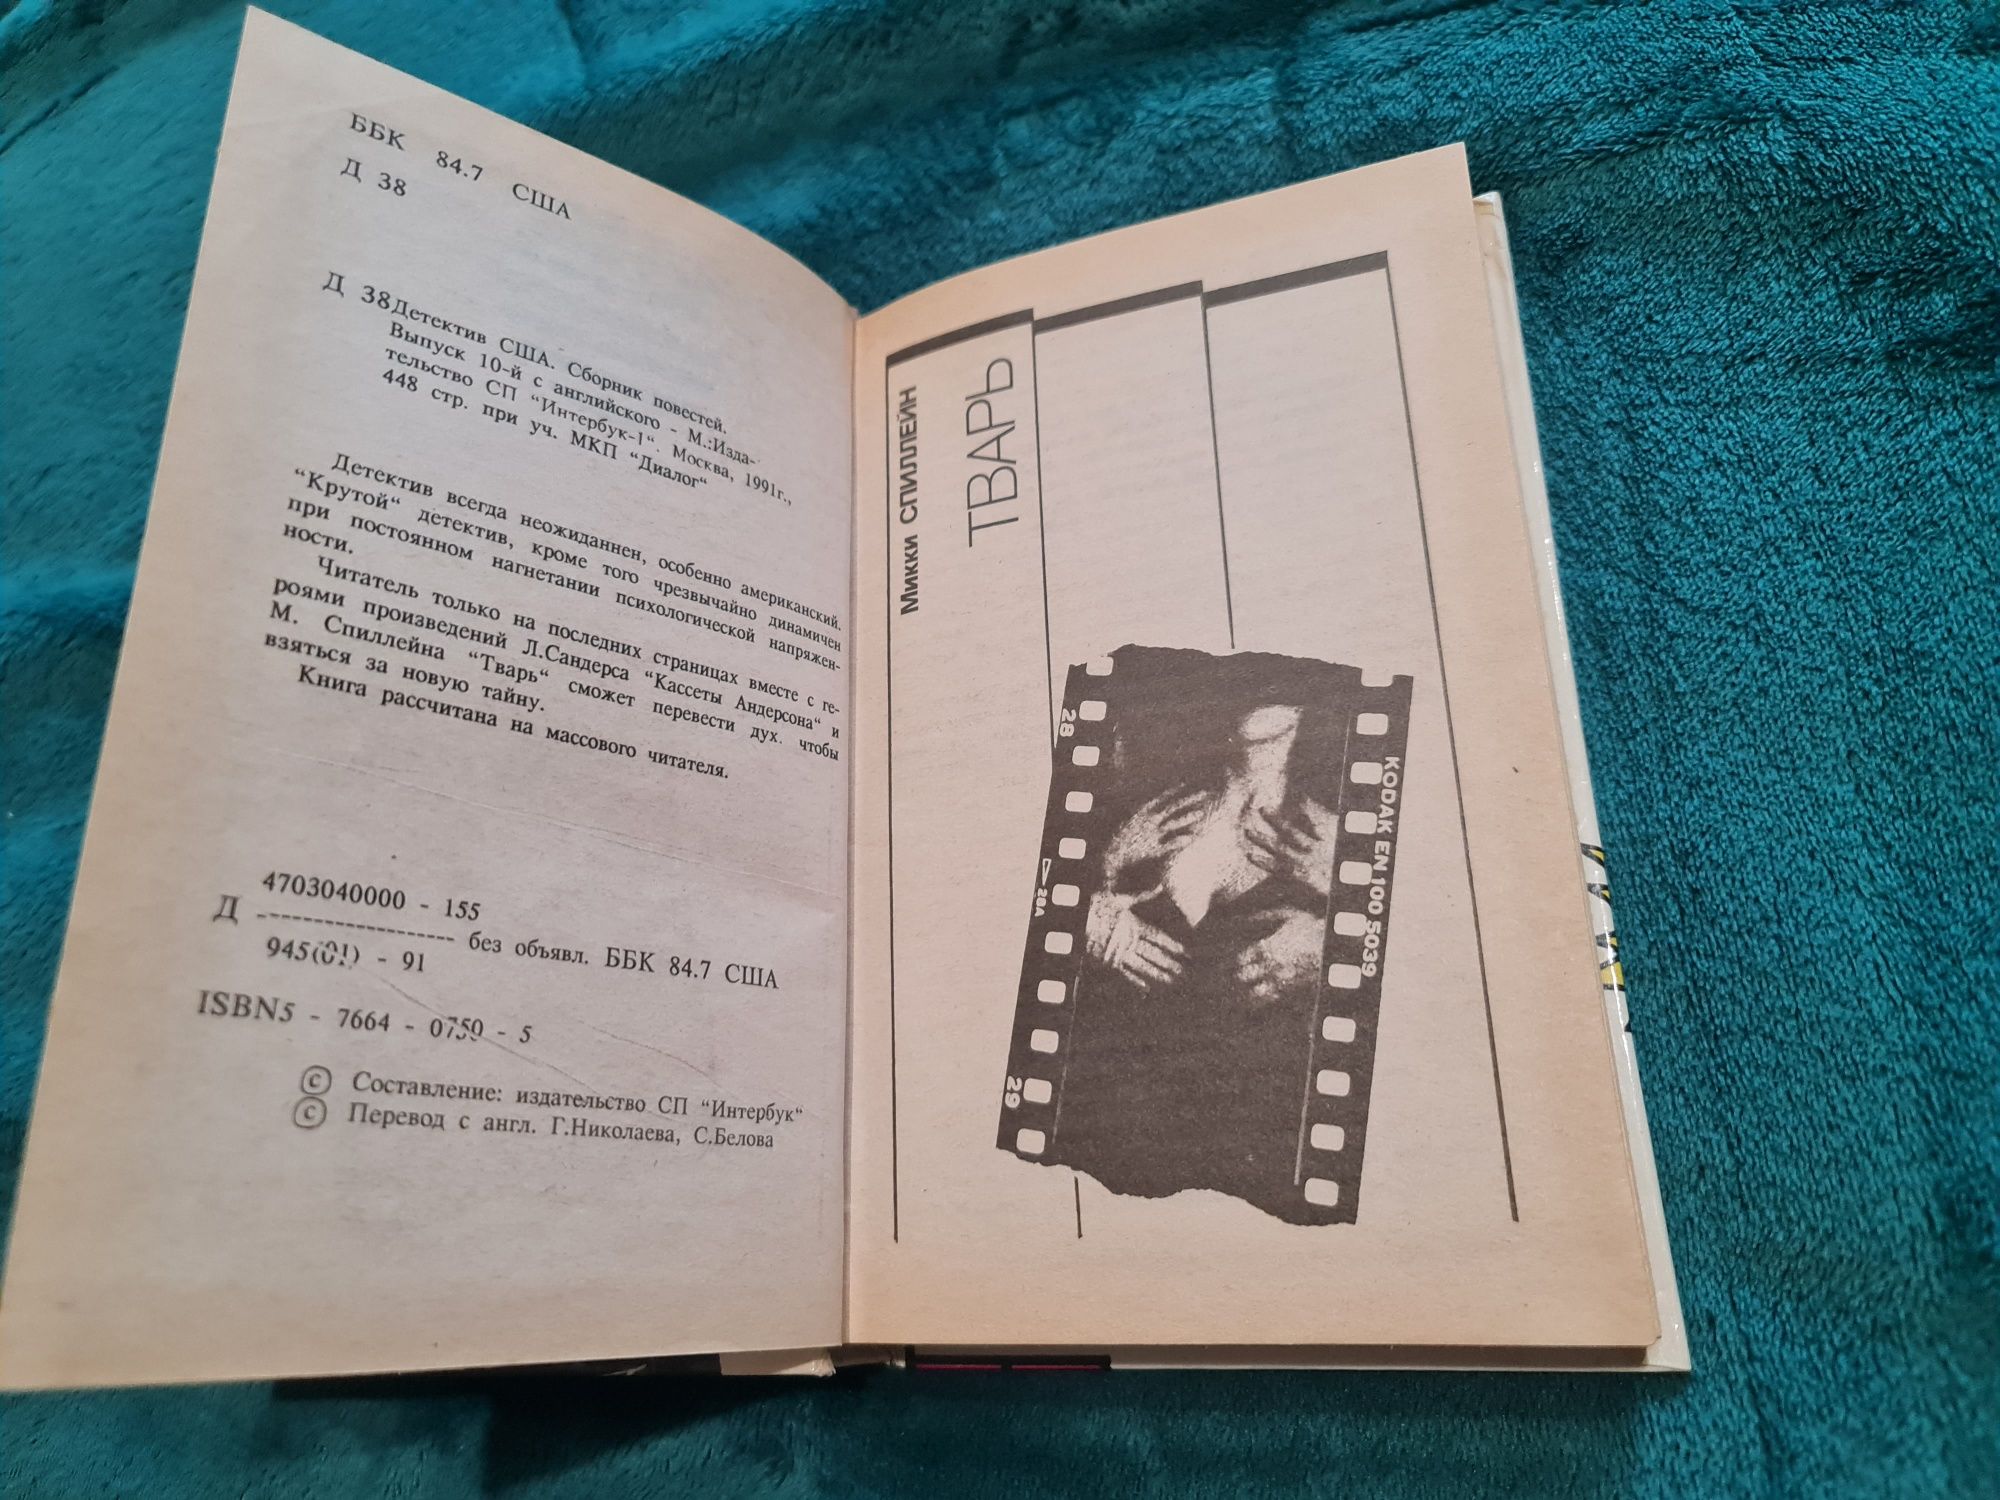 ББК 84.7 США
Д 38
Д 38Детектив США. Сборник повестей.
Выпуск 10-й с английского - М.:Изда-
тельство СП “Интербук-1“. Москва, 1991г.,
448 стр. при уч. МКП “Диалог“
Детектив всегда неожиданнен, особенно американский.
“Крутой“ детектив, кроме того чрезвычайно динамичен
при постоянном нагнетании психологической напряжен-
ности.
Читатель только на последних страницах вместе с ге-
роями произведений Л.Сандерса “Кассеты Андерсона“ и
М. Спиллейна “Тварь“ сможет перевести дух. чтобы
взяться за новую тайну.
Книга рассчитана на массового читателя.
4703040000 - 155
Д ------------------ без объявл. ББК 84.7 США
945(01) - 91
ISBN5 - 7664 - 0750 - 5
© Составление: издательство СП “Интербук“
© Перевод с англ. Г.Николаева, С.Белова
Микки СПИЛЛЕЙН
ТВАРЬ
28
28A
29
KODAK EN 100 5039